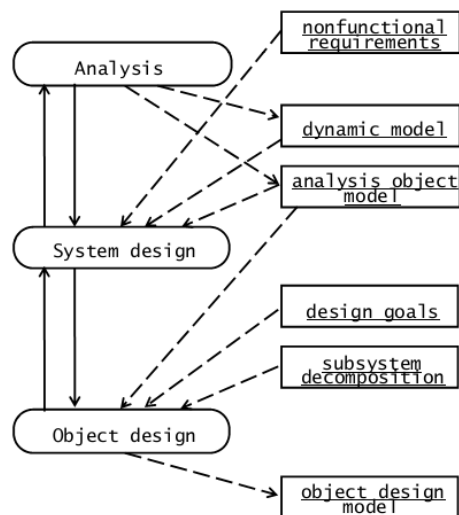 nonfunctional
requirements
Analysis
dynamic model
analysis object
model
System design
design goals
subsystem
decomposition
Object design
object design
model